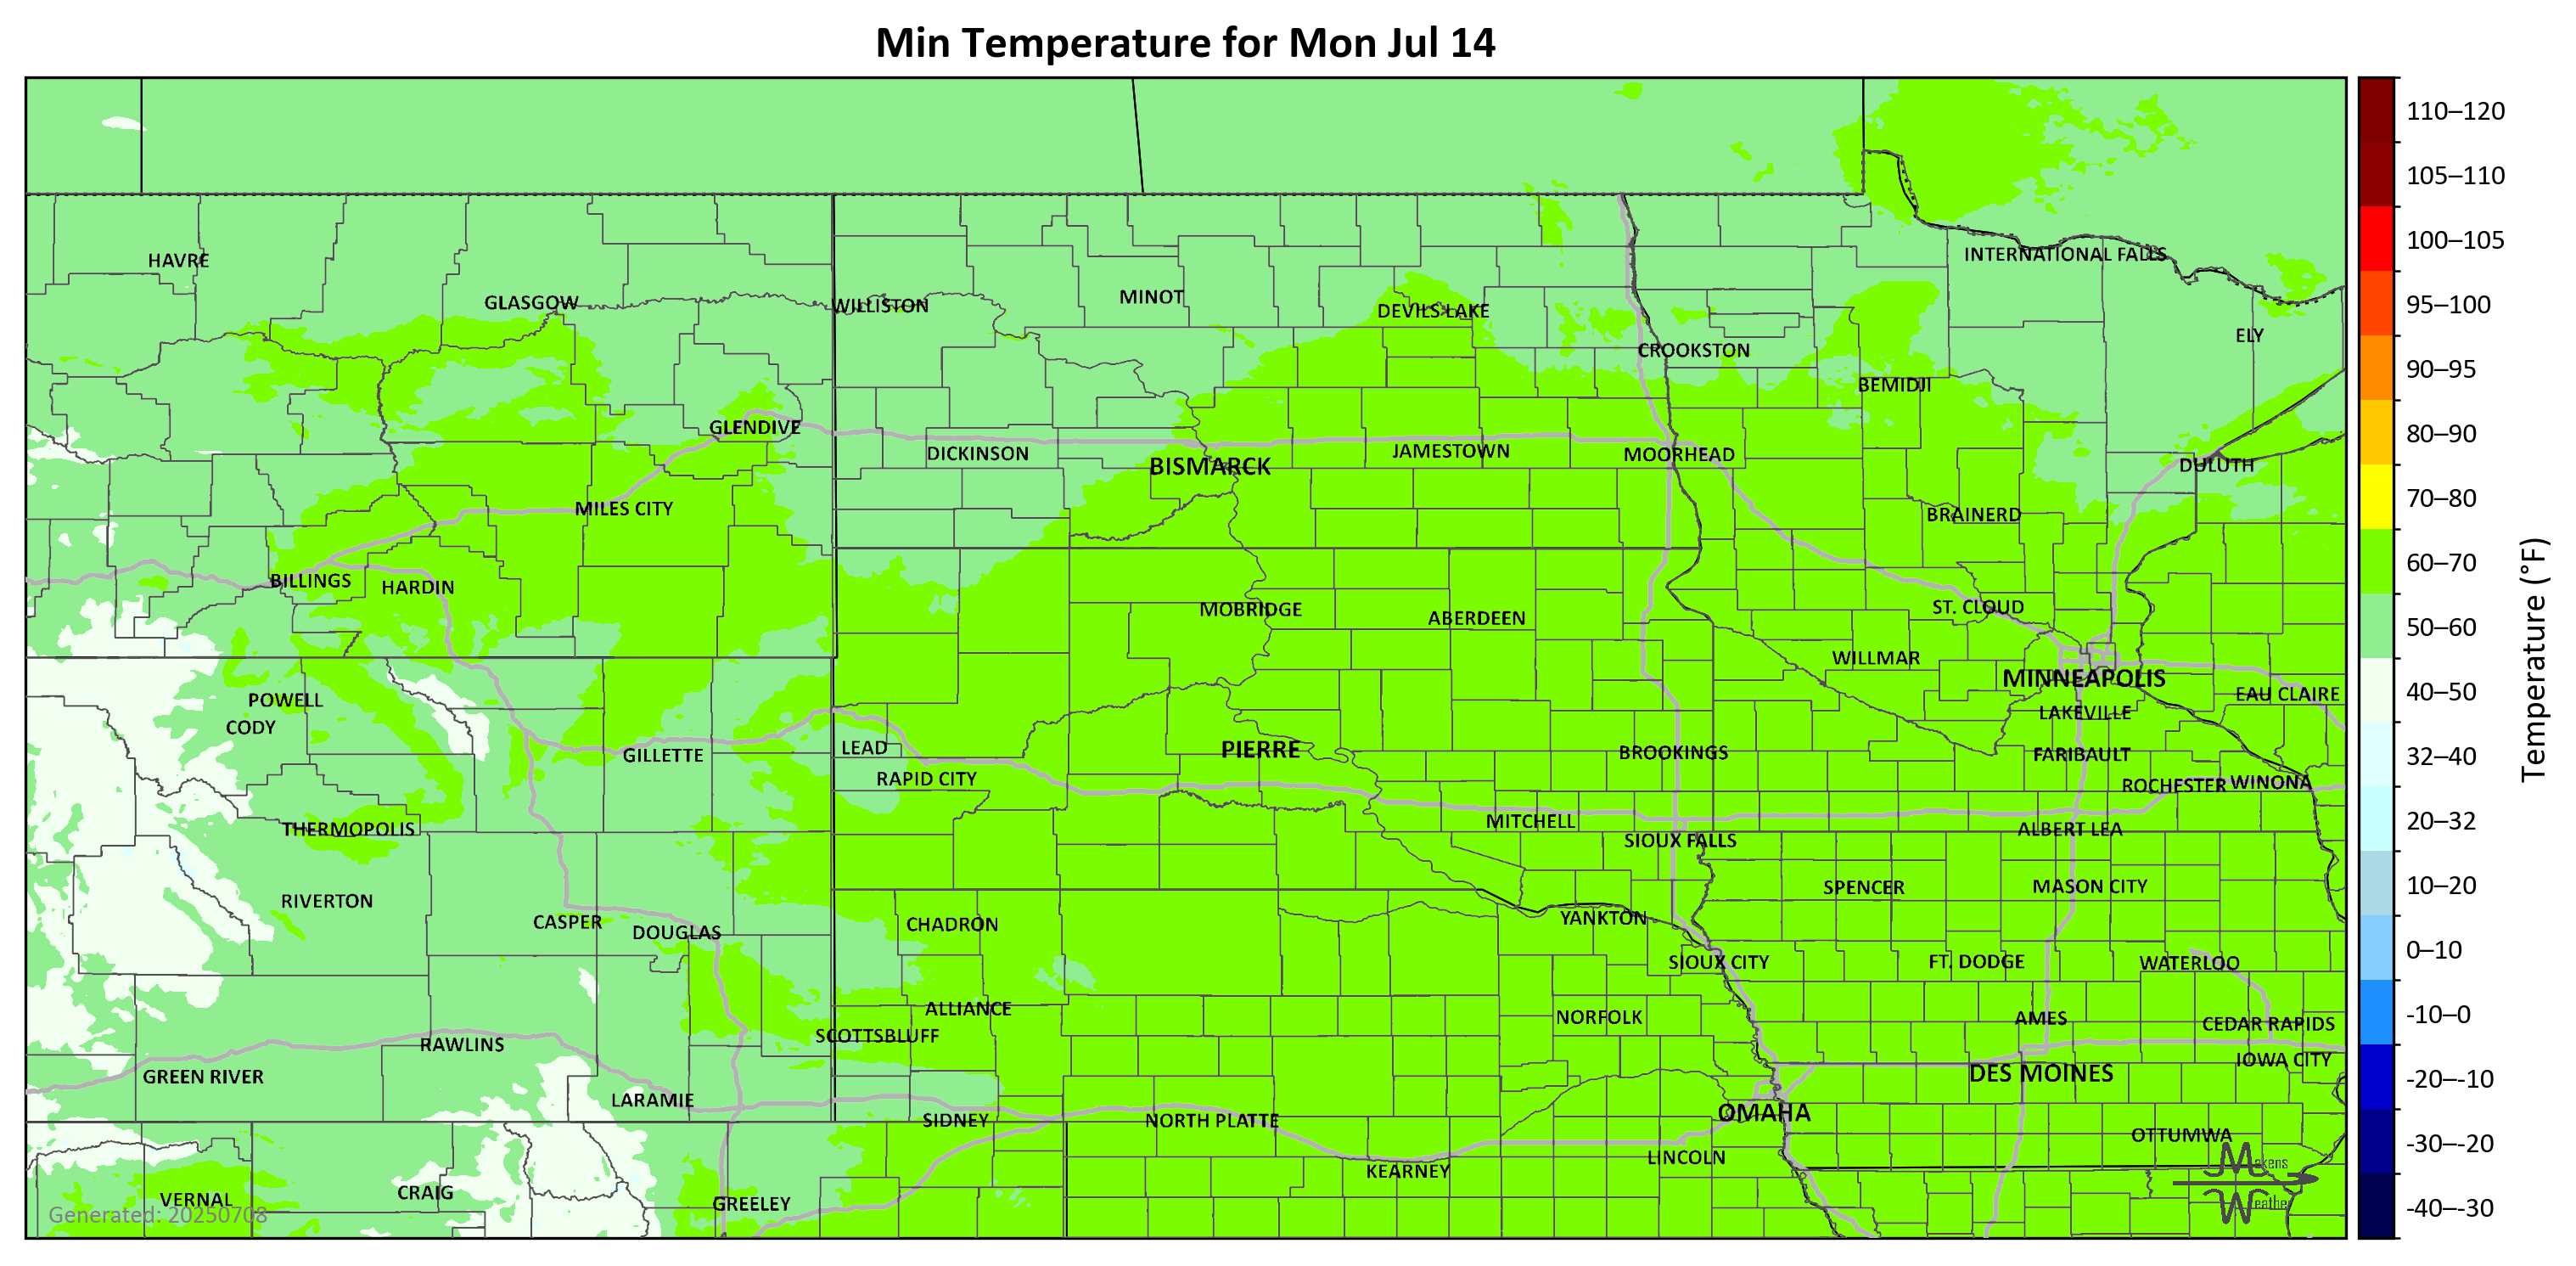 Min Temperature for Mon Jul 14
110–120
105–110
100–105
95–100
90–95
80–90
70–80
60–70
50–60
40–50
32–40
20–32
10–20
0–10
-10–0
-20–-10
-30–-20
-40–-30
Temperature (°F)
HAVRE
GLASGOW
WILLISTON
MINOT
DEVILS LAKE
INTERNATIONAL FALLS
ELY
CROOKSTON
BEMIDJI
GLENDIVE
DICKINSON
BISMARCK
JAMESTOWN
MOORHEAD
DULUTH
MILES CITY
BRAINERD
BILLINGS
HARDIN
MOBRIDGE
ABERDEEN
ST. CLOUD
WILLMAR
MINNEAPOLIS
EAU CLAIRE
POWELL
CODY
LAKEVILLE
GILLETTE
LEAD
PIERRE
BROOKINGS
FARIBAULT
RAPID CITY
ROCHESTER
WINONA
THERMOPOLIS
MITCHELL
SIOUX FALLS
ALBERT LEA
RIVERTON
SPENCER
MASON CITY
CASPER
DOUGLAS
CHADRON
YANKTON
SIOUX CITY
FT. DODGE
WATERLOO
ALLIANCE
NORFOLK
AMES
CEDAR RAPIDS
SCOTTSBLUFF
RAWLINS
IOWA CITY
GREEN RIVER
DES MOINES
LARAMIE
SIDNEY
NORTH PLATTE
OMAHA
OTTUMWA
KEARNEY
LINCOLN
VERNAL
CRAIG
GREELEY
Generated: 20250708
Makens
Weather